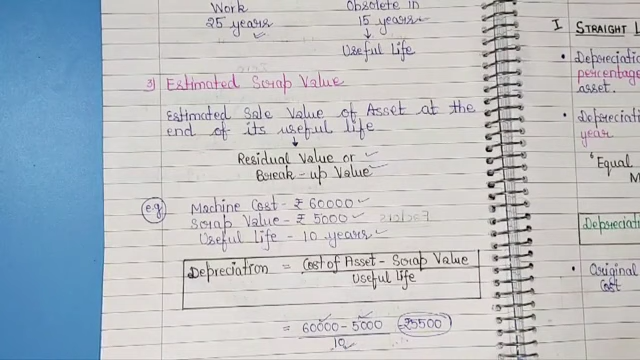 Work
25 years
Obsolete in
15 years
Useful Life
3) Estimated Scrap Value
Estimated Sale Value of Asset at the
end of its useful life
Residual Value or
Break-up Value
e.g Machine Cost - ₹ 60000
Scrap Value - ₹ 5000
Useful Life - 10 years
Depreciation = Cost of Asset - Scrap Value
Useful life
= 60000 - 5000 = 5500
10
I STRAIGHT L
• Depreciatio
percentage
asset.
• Depreciat
year
"Equal
M
Depreciati
• Original
Cost